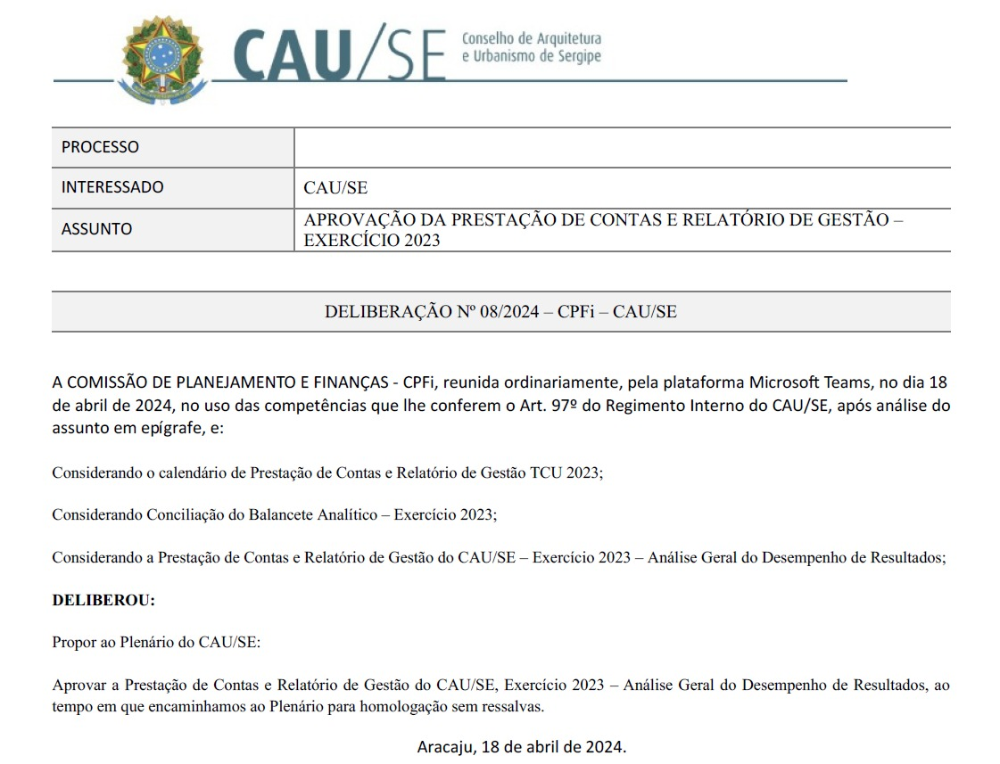 CAU/SE
Conselho de Arquitetura
e Urbanismo de Sergipe
PROCESSO
INTERESSADO
CAU/SE
ASSUNTO
APROVAÇÃO DA PRESTAÇÃO DE CONTAS E RELATÓRIO DE GESTÃO –
EXERCÍCIO 2023
DELIBERAÇÃO Nº 08/2024 – CPFi – CAU/SE
A COMISSÃO DE PLANEJAMENTO E FINANÇAS - CPFi, reunida ordinariamente, pela plataforma Microsoft Teams, no dia 18
de abril de 2024, no uso das competências que lhe conferem o Art. 97º do Regimento Interno do CAU/SE, após análise do
assunto em epígrafe, e:
Considerando o calendário de Prestação de Contas e Relatório de Gestão TCU 2023;
Considerando Conciliação do Balancete Analítico – Exercício 2023;
Considerando a Prestação de Contas e Relatório de Gestão do CAU/SE – Exercício 2023 – Análise Geral do Desempenho de Resultados;
DELIBEROU:
Propor ao Plenário do CAU/SE:
Aprovar a Prestação de Contas e Relatório de Gestão do CAU/SE, Exercício 2023 – Análise Geral do Desempenho de Resultados, ao
tempo em que encaminhamos ao Plenário para homologação sem ressalvas.
Aracaju, 18 de abril de 2024.